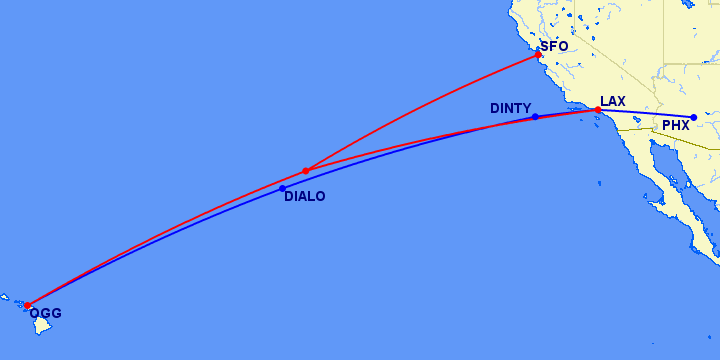 SFO
DINTY
LAX
PHX
DIALO
OGG